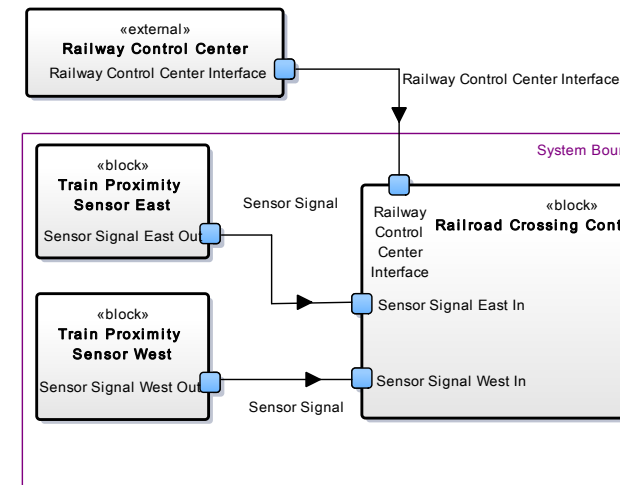 «external»
Railway Control Center
Railway Control Center Interface
Railway Control Center Interface
System Bou
«block»
Train Proximity
Sensor East
Sensor Signal East Out
Sensor Signal
«block»
Railroad Crossing Cont
Railway
Control
Center
Interface
Sensor Signal East In
«block»
Train Proximity
Sensor West
Sensor Signal West Out
Sensor Signal West In
Sensor Signal